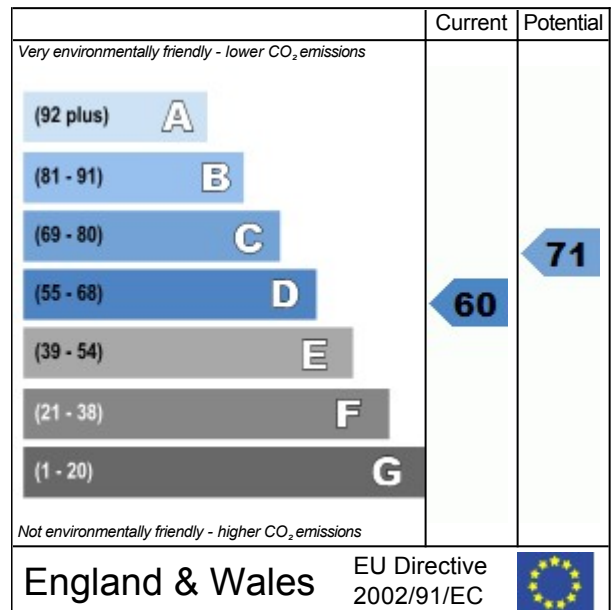 Current Potential
Very environmentally friendly - lower CO₂ emissions
(92 plus) A
(81 - 91) B
(69 - 80) C
(55 - 68) D
(39 - 54) E
(21 - 38) F
(1 - 20) G
71
60
Not environmentally friendly - higher CO₂ emissions
England & Wales
EU Directive
2002/91/EC